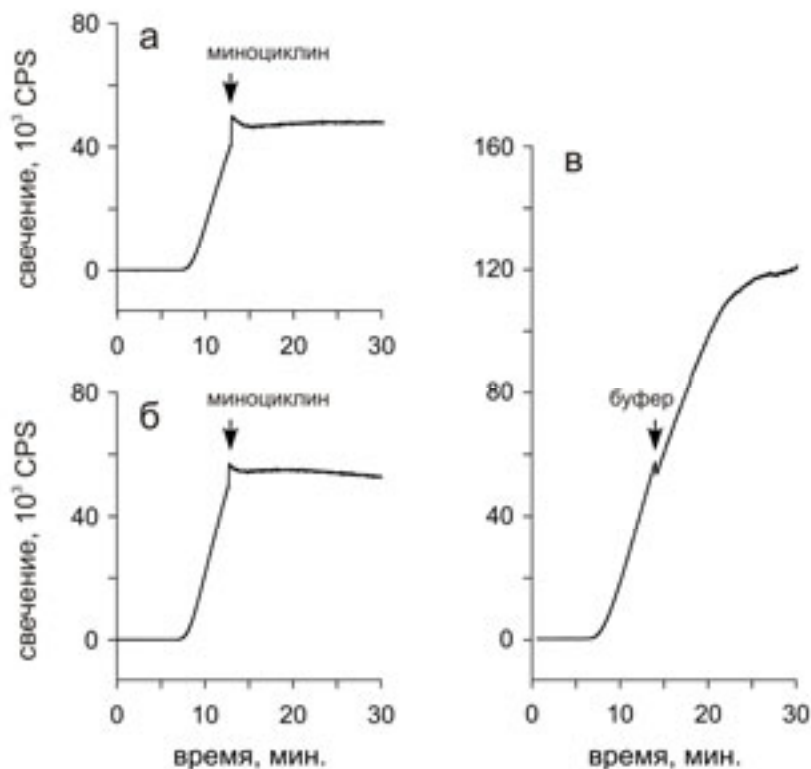 а
миноциклин
80
40
0
свечение, 10³ CPS
0 10 20 30
б
миноциклин
80
40
0
свечение, 10³ CPS
0 10 20 30
время, мин.
в
160
120
80
40
0
буфер
0 10 20 30
время, мин.